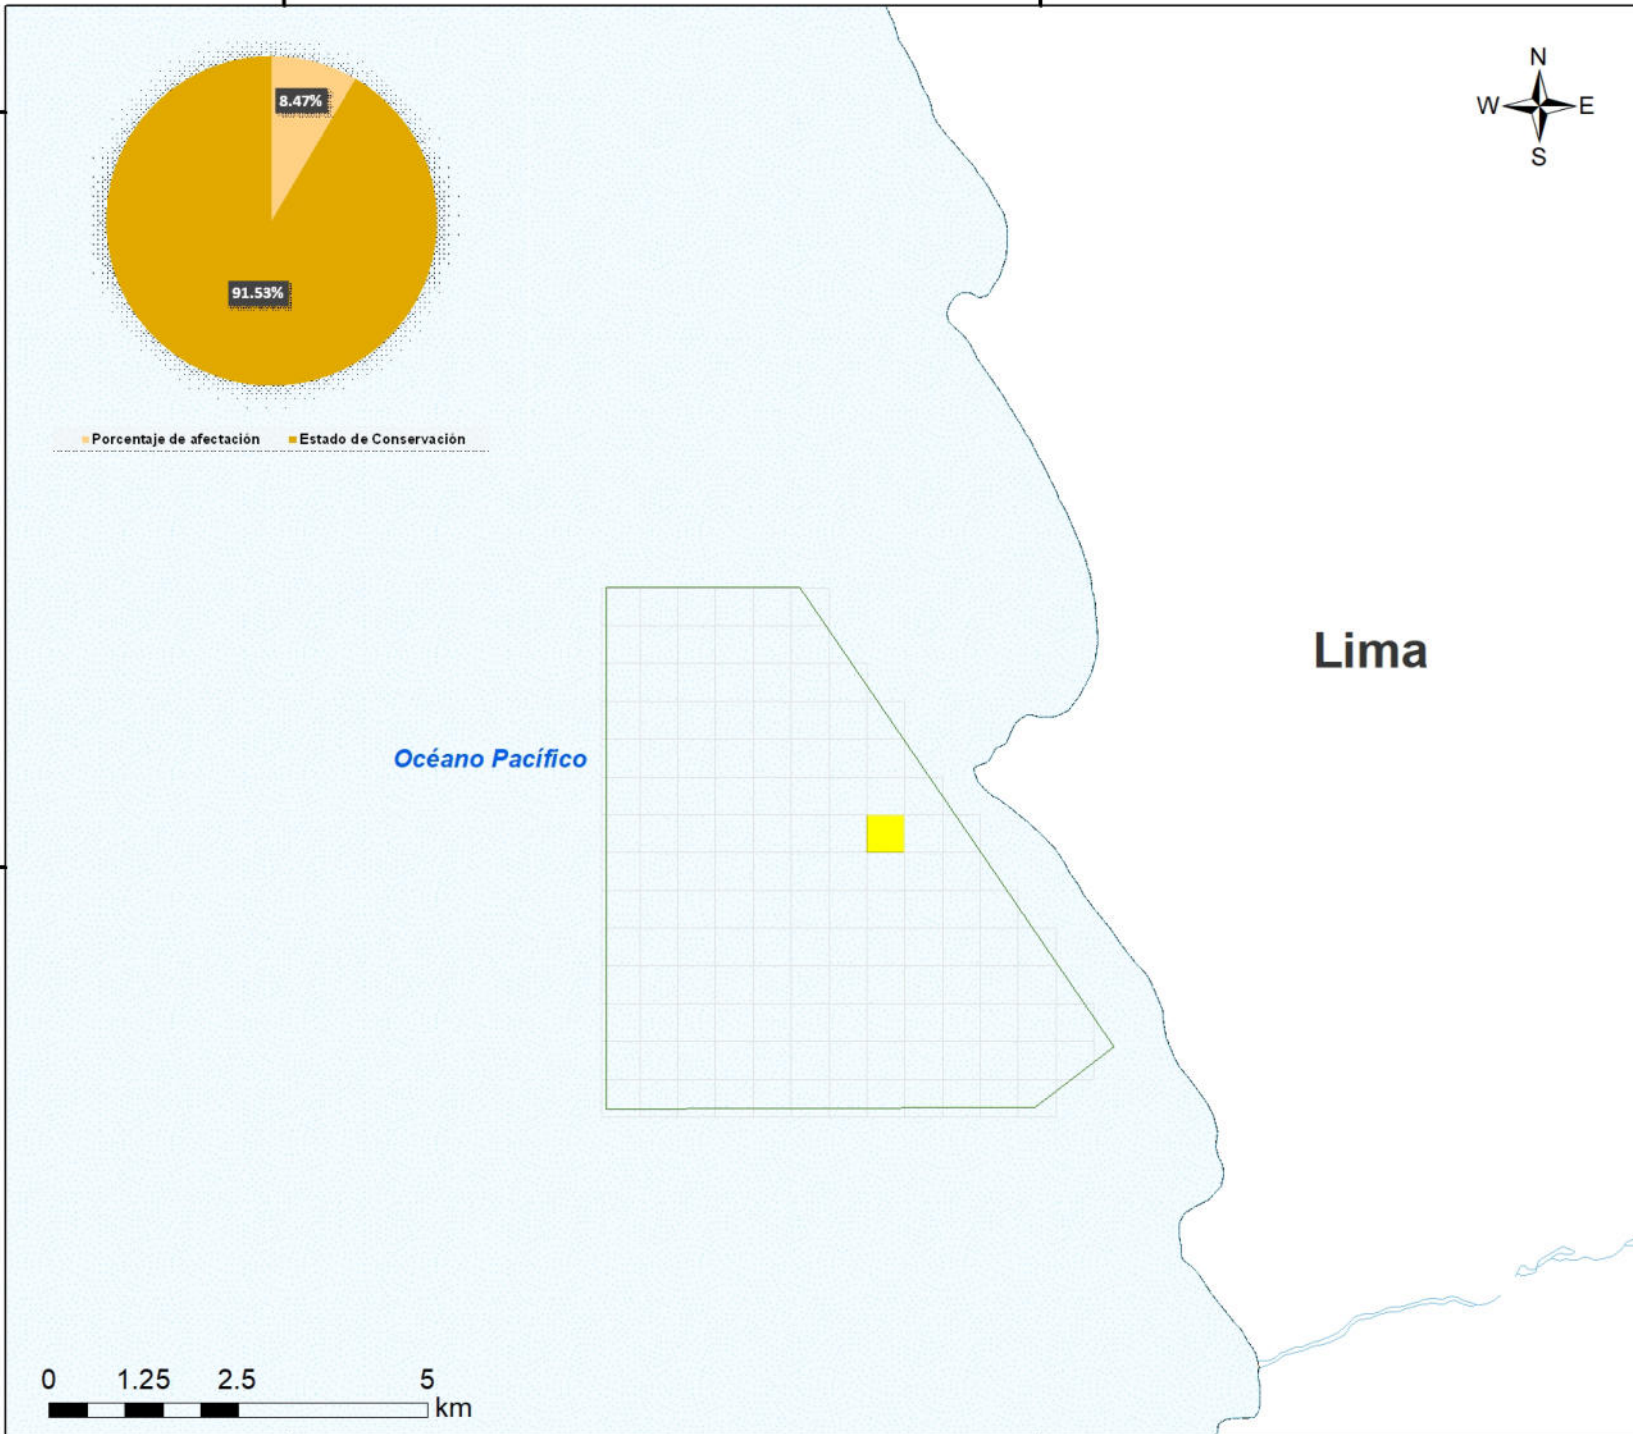 N
W E
S
8.47%
91.53%
Porcentaje de afectación Estado de Conservación
Lima
Océano Pacífico
0 1.25 2.5 5
km